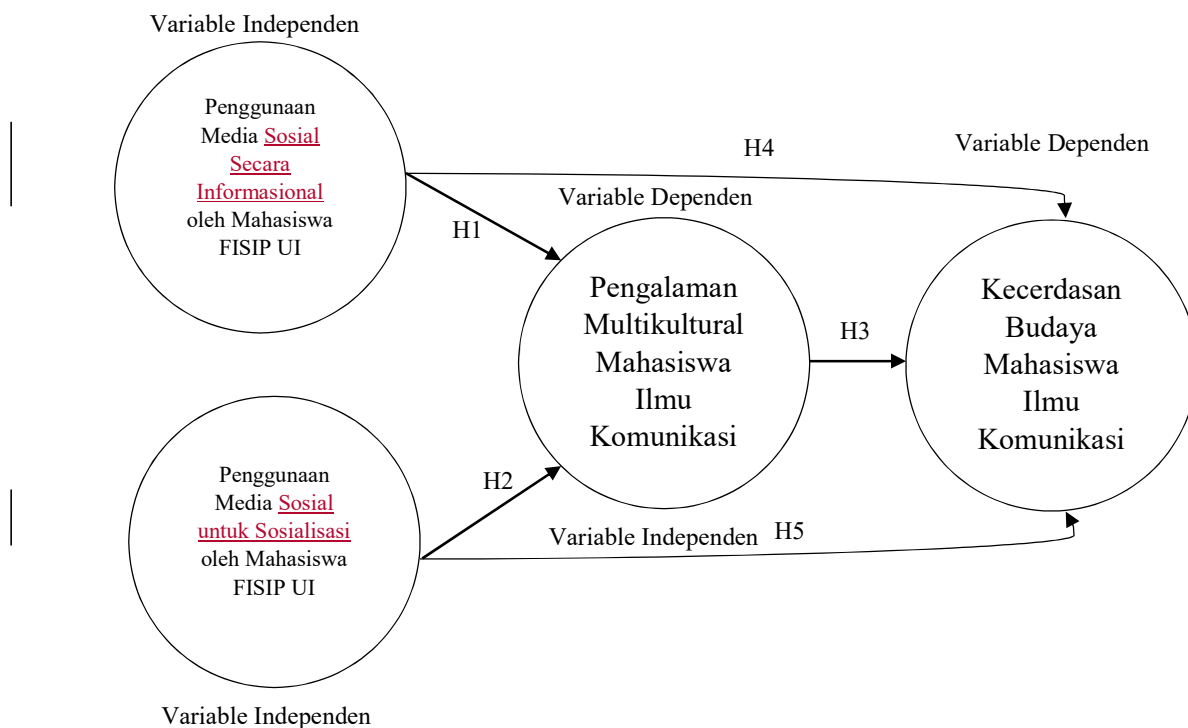 Variable Independen
Penggunaan
Media Sosial
Secara
Informasional
oleh Mahasiswa
FISIP UI
H4
Variable Dependen
H1
Variable Dependen
Pengalaman
Multikultural
Mahasiswa
Ilmu
Komunikasi
H3
Kecerdasan
Budaya
Mahasiswa
Ilmu
Komunikasi
Penggunaan
Media Sosial
untuk Sosialisasi
oleh Mahasiswa
FISIP UI
H2
Variable Independen
H5
Variable Independen